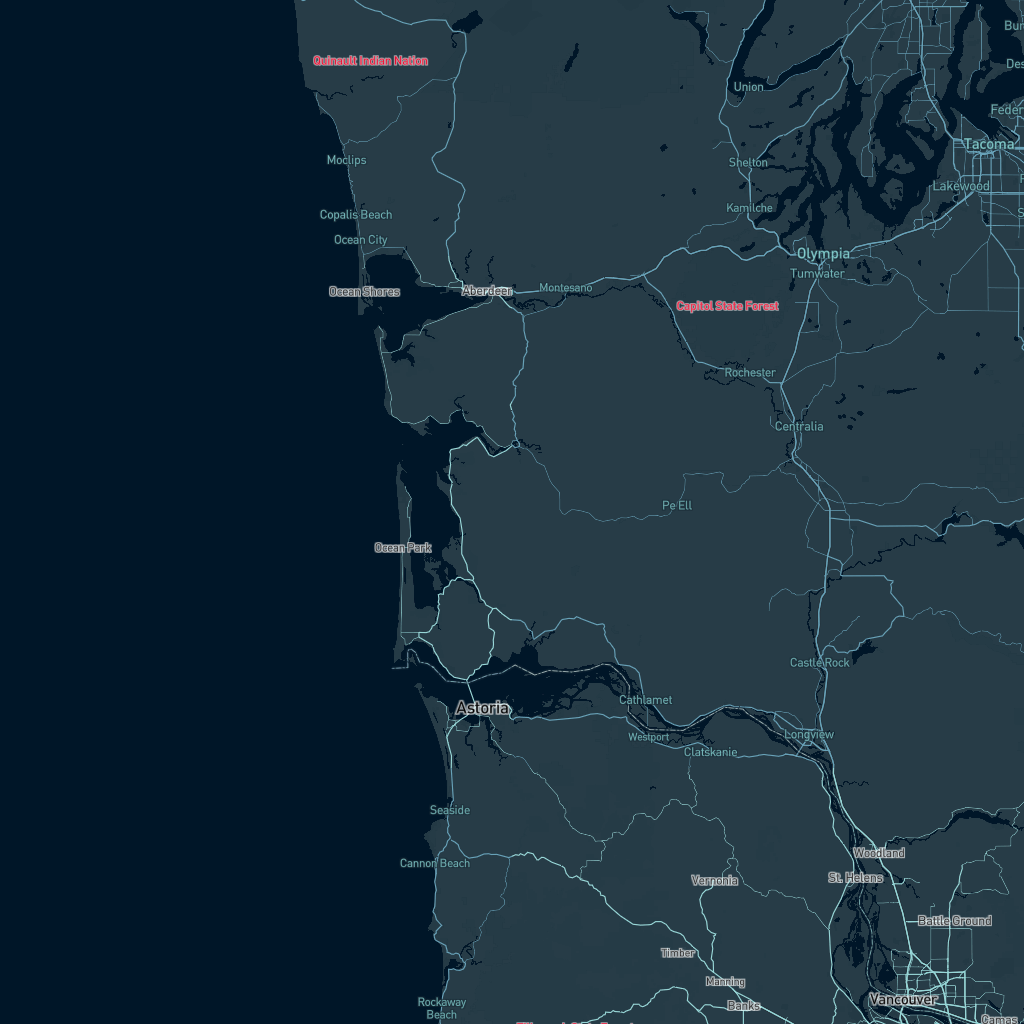 Quinault Indian Nation
Union
Tacoma
Moclips
Shelton
Lakewood
Copalis Beach
Kamilche
Ocean City
Olympia
Tumwater
Ocean Shores
Aberdeen
Montesano
Capitol State Forest
Rochester
Centralia
Pe Ell
Ocean Park
Castle Rock
Cathlamet
Astoria
Westport
Longview
Clatskanie
Seaside
Woodland
Cannon Beach
St. Helens
Vernonia
Battle Ground
Timber
Manning
Rockaway
Beach
Banks
Vancouver
Camas